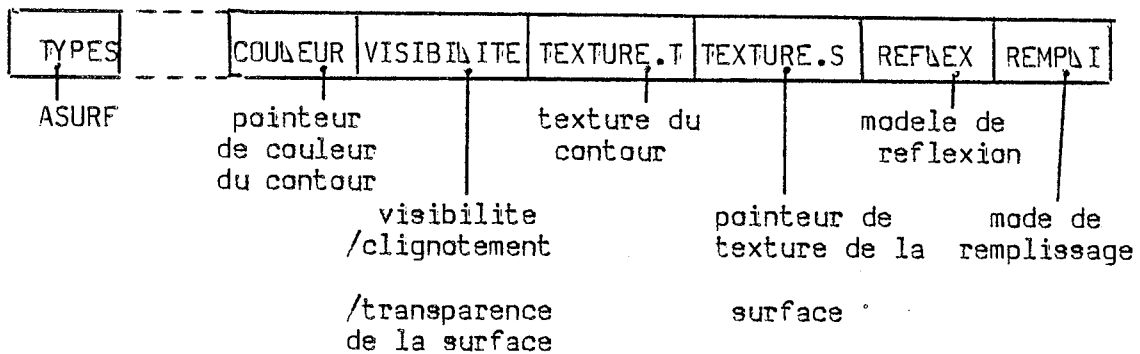 TYPES COULEUR VISIBILITE TEXTURE.T TEXTURE.S REFLEX REMPLI
ASURF
pointeur
de couleur
du contour
visibilite
/clignotement
/transparence
de la surface
texture du
contour
pointeur de
texture de la
surface
modele de
reflexion
mode de
remplissage